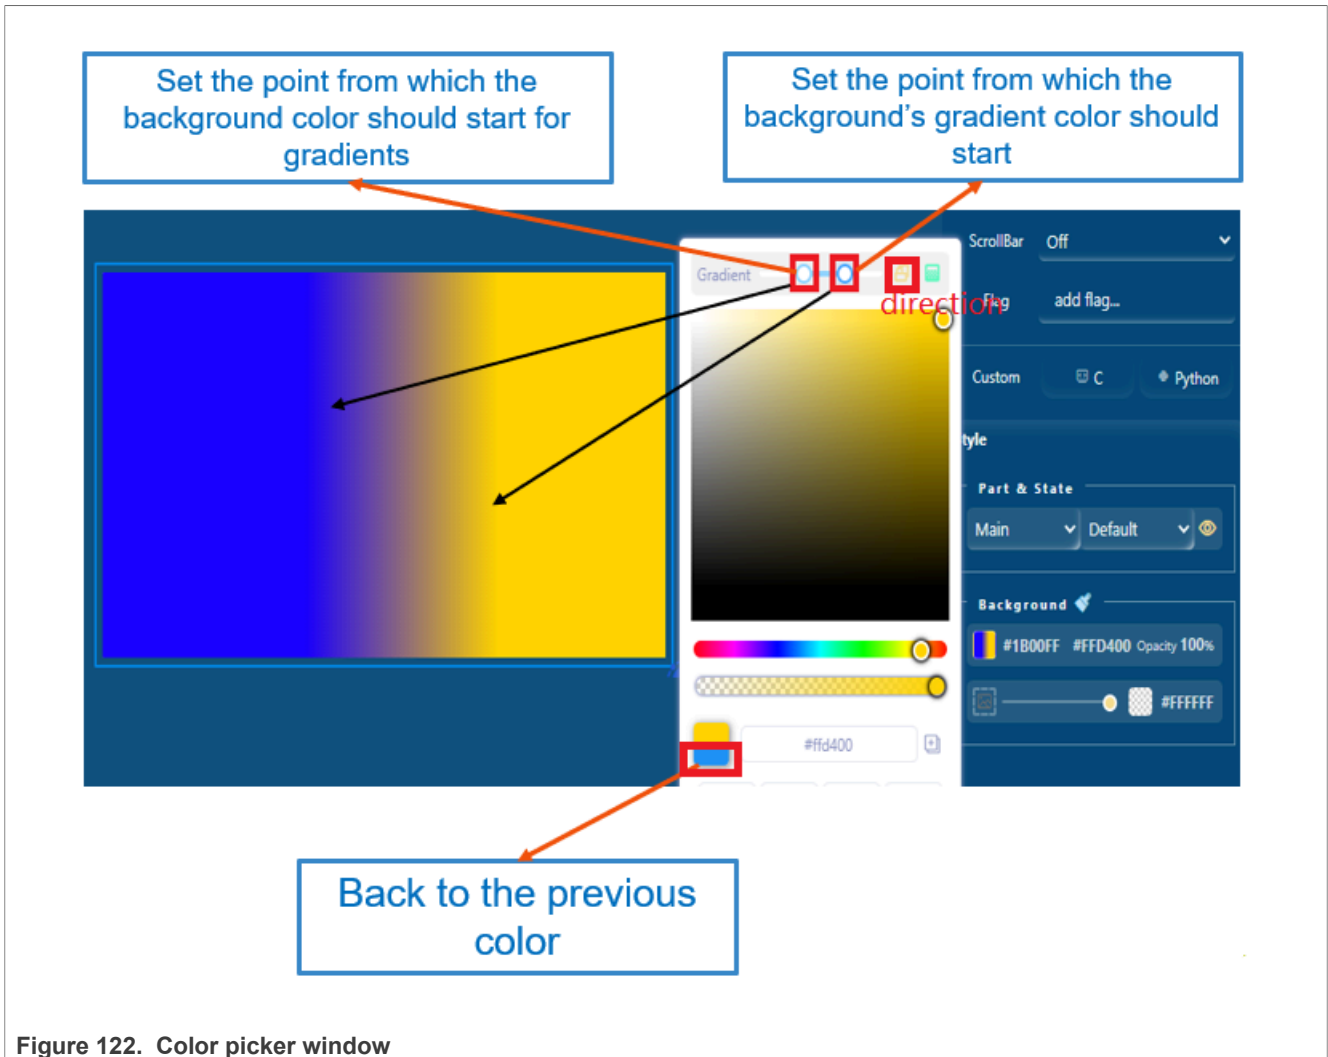 Set the point from which the
background color should start for
gradients
Set the point from which the
background's gradient color should
start
Gradient
direction
ScrollBar Off
Flag add flag...
Custom C Python
tyle
Part & State
Main Default
Background
#1B00FF #FFD400 Opacity 100%
#FFFFFF
#ffd400
Back to the previous
color
Figure 122. Color picker window